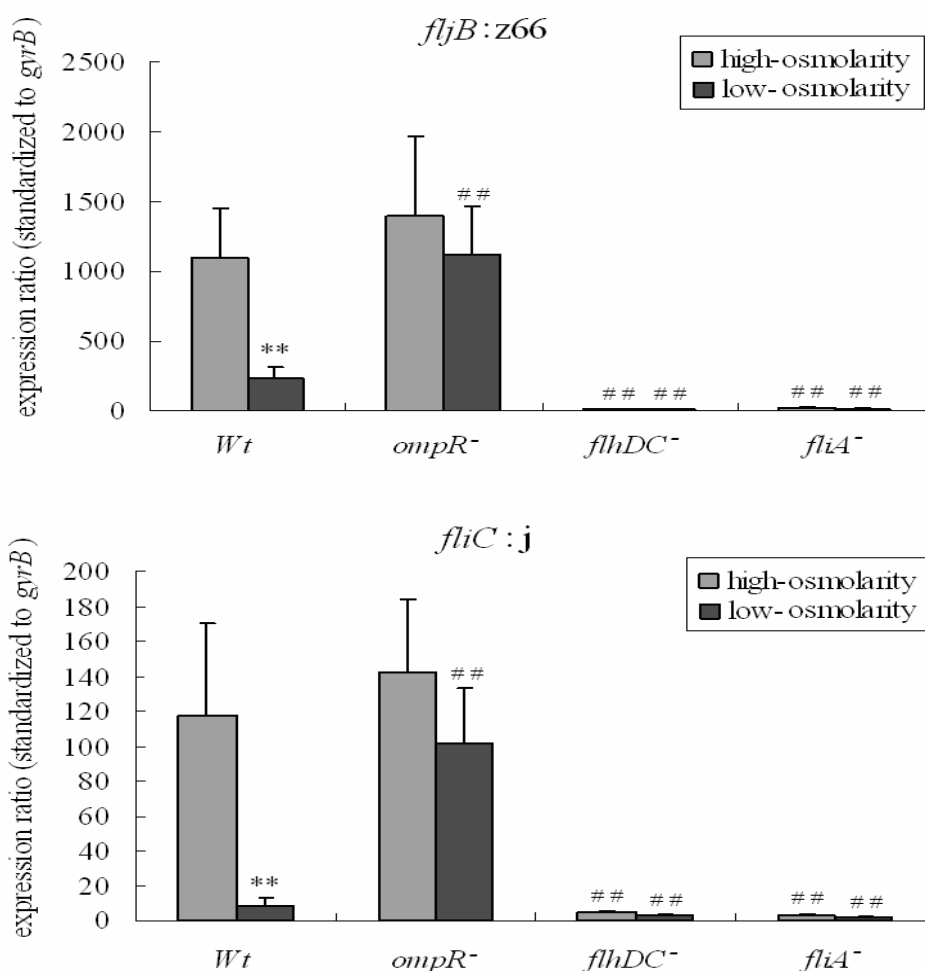 fljB : z66
high-osmolarity
low-osmolarity
expression ratio (standardized to gyrB)
2500
2000
1500
1000
500
0
**
##
## ##
## ##
Wt
ompR⁻
flhDC⁻
fliA⁻
fliC : j
high-osmolarity
low-osmolarity
expression ratio (standardized to gyrB)
200
180
160
140
120
100
80
60
40
20
0
**
##
## ##
## ##
Wt
ompR⁻
flhDC⁻
fliA⁻